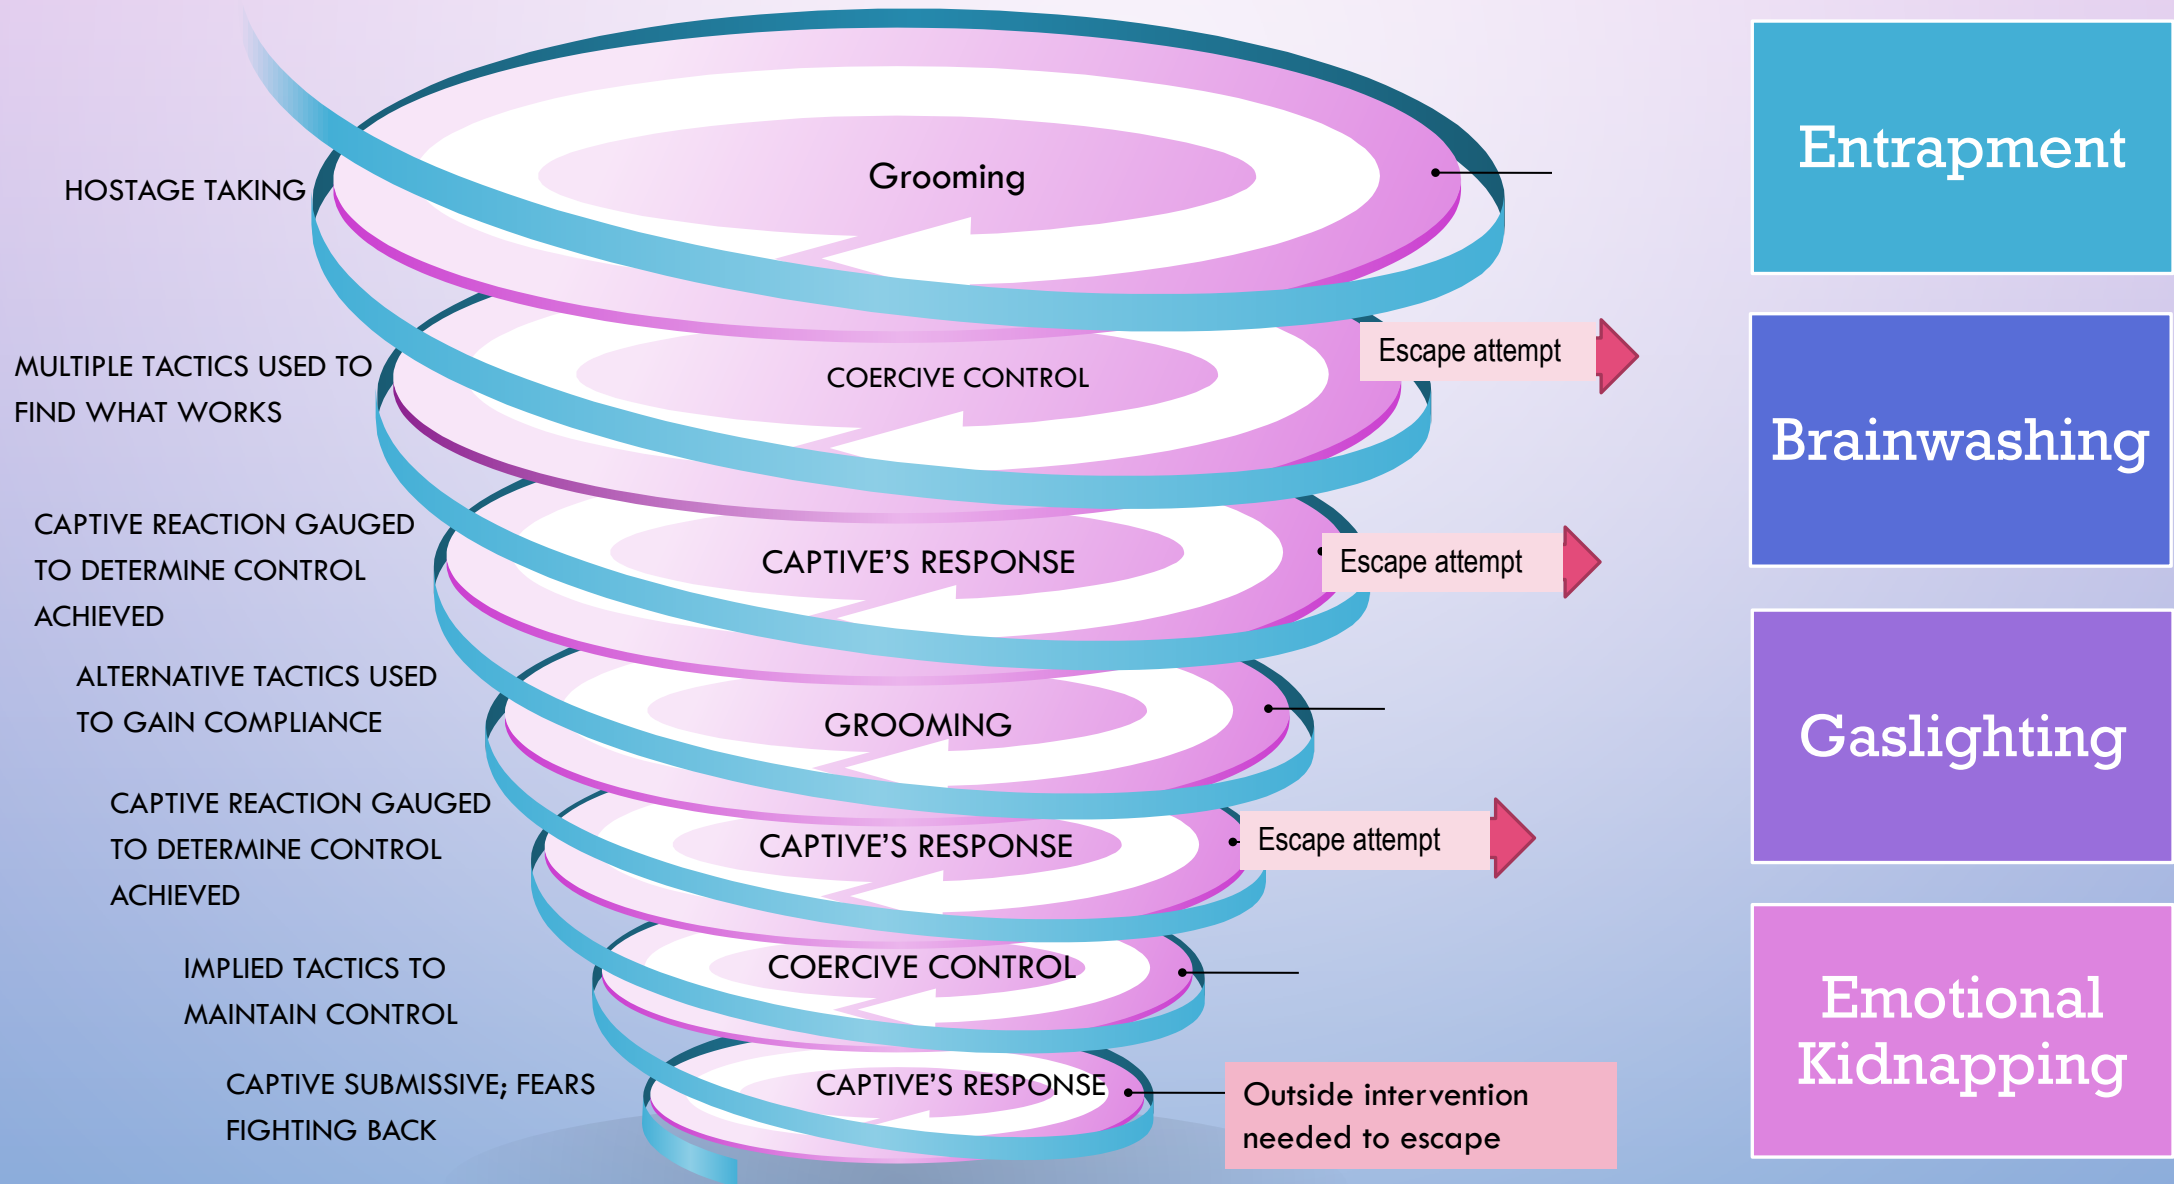 Grooming
HOSTAGE TAKING
Entrapment
Escape attempt
MULTIPLE TACTICS USED TO
FIND WHAT WORKS
COERCIVE CONTROL
Brainwashing
CAPTIVE REACTION GAUGED
TO DETERMINE CONTROL
ACHIEVED
CAPTIVE’S RESPONSE
Escape attempt
ALTERNATIVE TACTICS USED
TO GAIN COMPLIANCE
GROOMING
Gaslighting
CAPTIVE REACTION GAUGED
TO DETERMINE CONTROL
ACHIEVED
CAPTIVE’S RESPONSE
Escape attempt
IMPLIED TACTICS TO
MAINTAIN CONTROL
COERCIVE CONTROL
Emotional
Kidnapping
CAPTIVE SUBMISSIVE; FEARS
FIGHTING BACK
CAPTIVE’S RESPONSE
Outside intervention
needed to escape